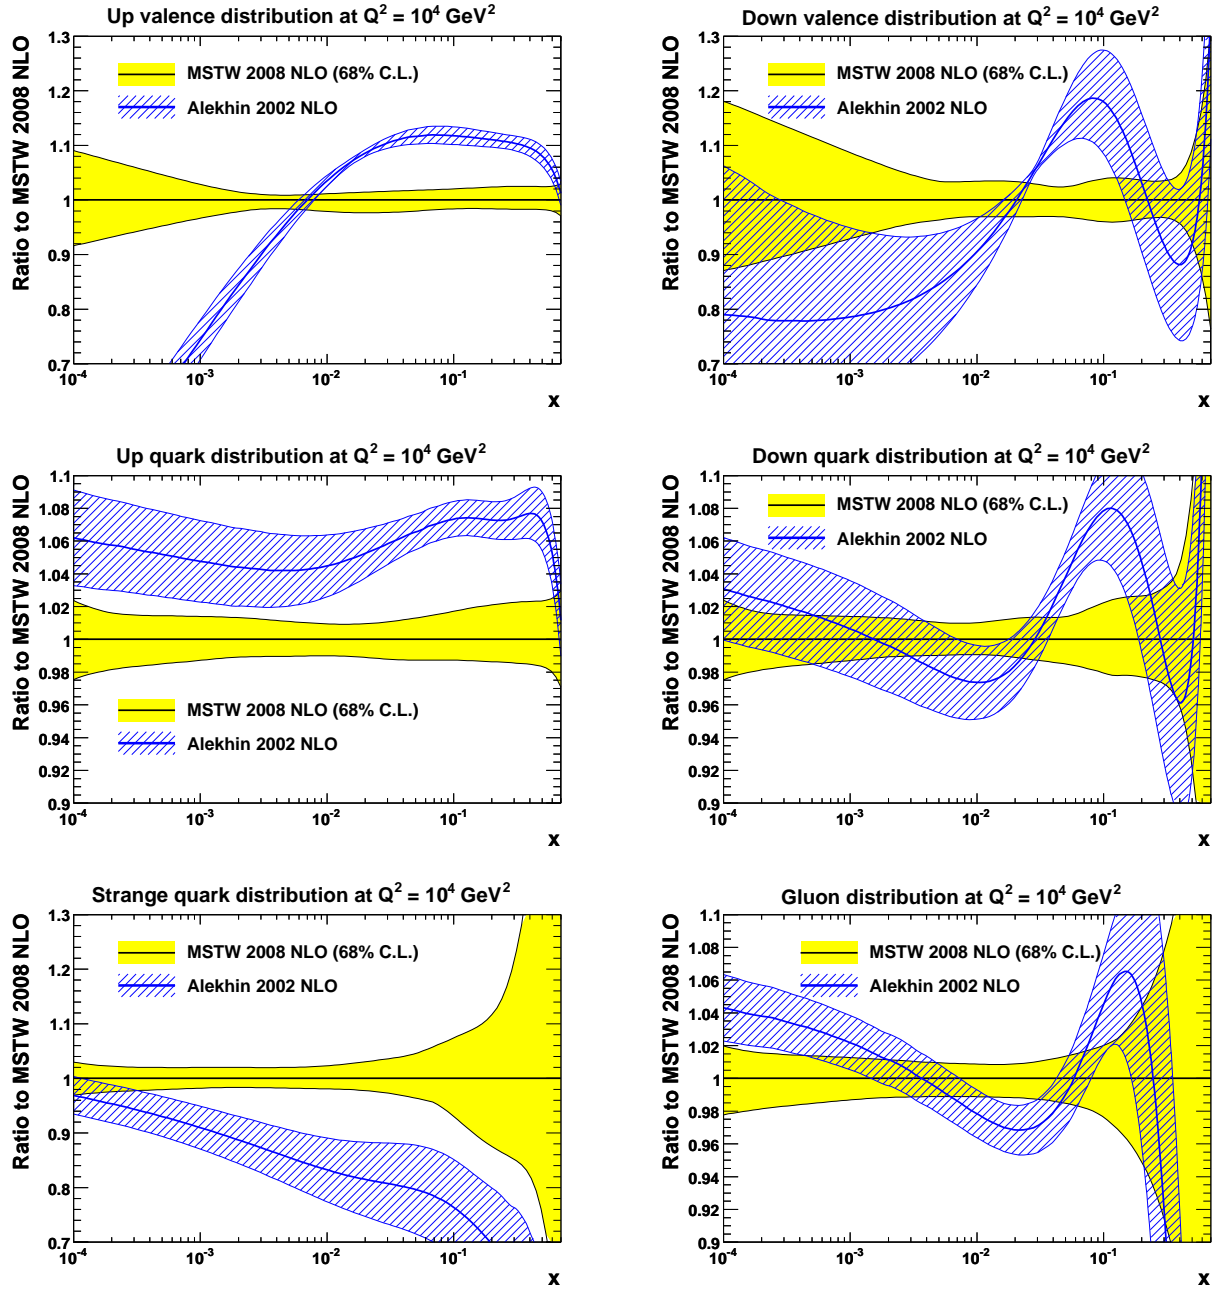 Up valence distribution at Q² = 10⁴ GeV²
Ratio to MSTW 2008 NLO
1.3
1.2
1.1
1
0.9
0.8
0.7
MSTW 2008 NLO (68% C.L.)
Alekhin 2002 NLO
10⁻⁴ 10⁻³ 10⁻² 10⁻¹
x
Down valence distribution at Q² = 10⁴ GeV²
Ratio to MSTW 2008 NLO
1.3
1.2
1.1
1
0.9
0.8
0.7
MSTW 2008 NLO (68% C.L.)
Alekhin 2002 NLO
10⁻⁴ 10⁻³ 10⁻² 10⁻¹
x
Up quark distribution at Q² = 10⁴ GeV²
Ratio to MSTW 2008 NLO
1.1
1.08
1.06
1.04
1.02
1
0.98
0.96
0.94
0.92
0.9
MSTW 2008 NLO (68% C.L.)
Alekhin 2002 NLO
10⁻⁴ 10⁻³ 10⁻² 10⁻¹
x
Down quark distribution at Q² = 10⁴ GeV²
Ratio to MSTW 2008 NLO
1.1
1.08
1.06
1.04
1.02
1
0.98
0.96
0.94
0.92
0.9
MSTW 2008 NLO (68% C.L.)
Alekhin 2002 NLO
10⁻⁴ 10⁻³ 10⁻² 10⁻¹
x
Strange quark distribution at Q² = 10⁴ GeV²
Ratio to MSTW 2008 NLO
1.3
1.2
1.1
1
0.9
0.8
0.7
MSTW 2008 NLO (68% C.L.)
Alekhin 2002 NLO
10⁻⁴ 10⁻³ 10⁻² 10⁻¹
x
Gluon distribution at Q² = 10⁴ GeV²
Ratio to MSTW 2008 NLO
1.1
1.08
1.06
1.04
1.02
1
0.98
0.96
0.94
0.92
0.9
MSTW 2008 NLO (68% C.L.)
Alekhin 2002 NLO
10⁻⁴ 10⁻³ 10⁻² 10⁻¹
x